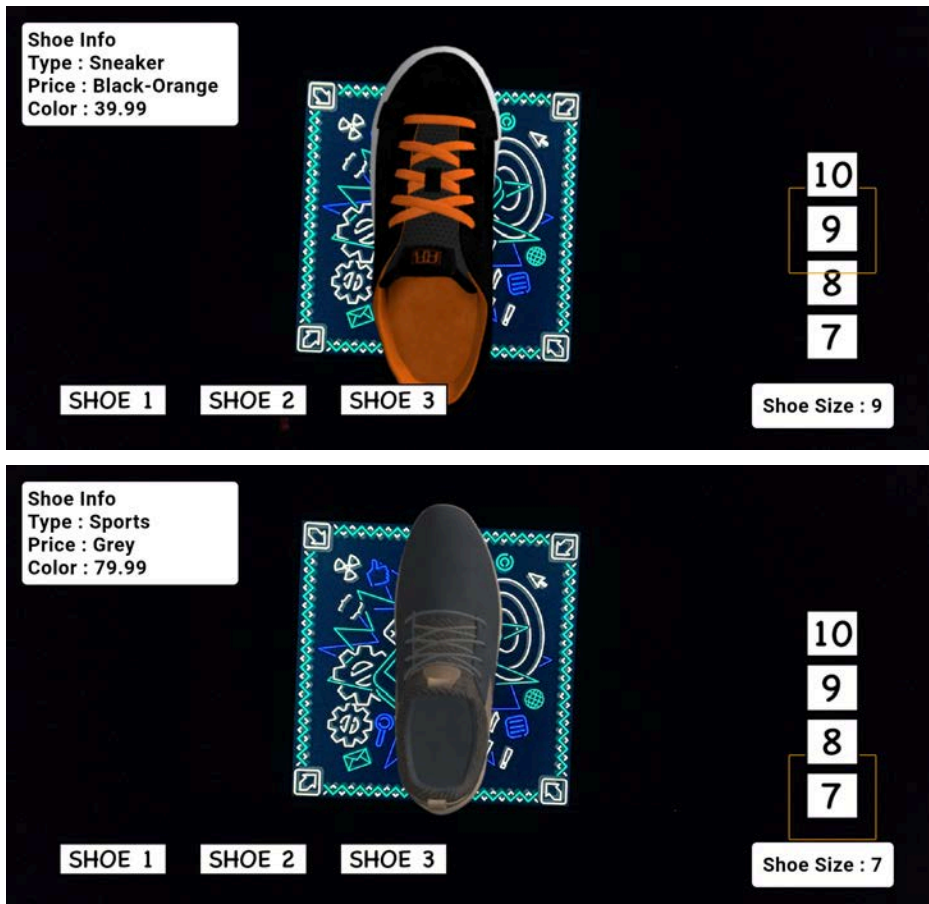 Shoe Info
Type : Sneaker
Price : Black-Orange
Color : 39.99
10
9
8
7
SHOE 1
SHOE 2
SHOE 3
Shoe Size : 9
Shoe Info
Type : Sports
Price : Grey
Color : 79.99
10
9
8
7
SHOE 1
SHOE 2
SHOE 3
Shoe Size : 7